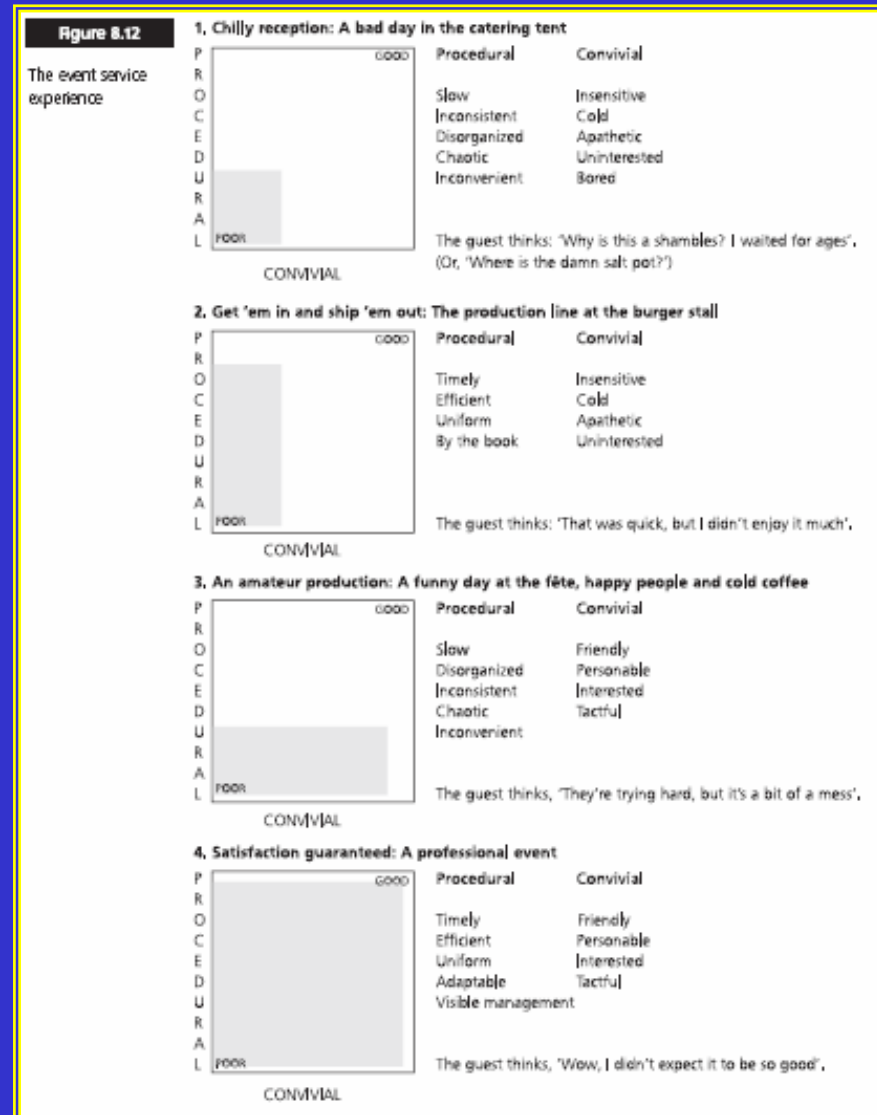 Figure 8.12
The event service
experience
1. Chilly reception: A bad day in the catering tent
PROCEDURAL
GOOD
POOR
CONVIVIAL
Procedural Convivial
Slow Insensitive
Inconsistent Cold
Disorganized Apathetic
Chaotic Uninterested
Inconvenient Bored
The guest thinks: 'Why is this a shambles? I waited for ages'.
(Or, 'Where is the damn salt pot?')
2. Get 'em in and ship 'em out: The production line at the burger stall
PROCEDURAL
GOOD
POOR
CONVIVIAL
Procedural Convivial
Timely Insensitive
Efficient Cold
Uniform Apathetic
By the book Uninterested
The guest thinks: 'That was quick, but I didn't enjoy it much'.
3. An amateur production: A funny day at the fête, happy people and cold coffee
PROCEDURAL
GOOD
POOR
CONVIVIAL
Procedural Convivial
Slow Friendly
Disorganized Personable
Inconsistent Interested
Chaotic Tactful
Inconvenient
The guest thinks, 'They're trying hard, but it's a bit of a mess'.
4. Satisfaction guaranteed: A professional event
PROCEDURAL
GOOD
POOR
CONVIVIAL
Procedural Convivial
Timely Friendly
Efficient Personable
Uniform Interested
Adaptable Tactful
Visible management
The guest thinks, 'Wow, I didn't expect it to be so good'.